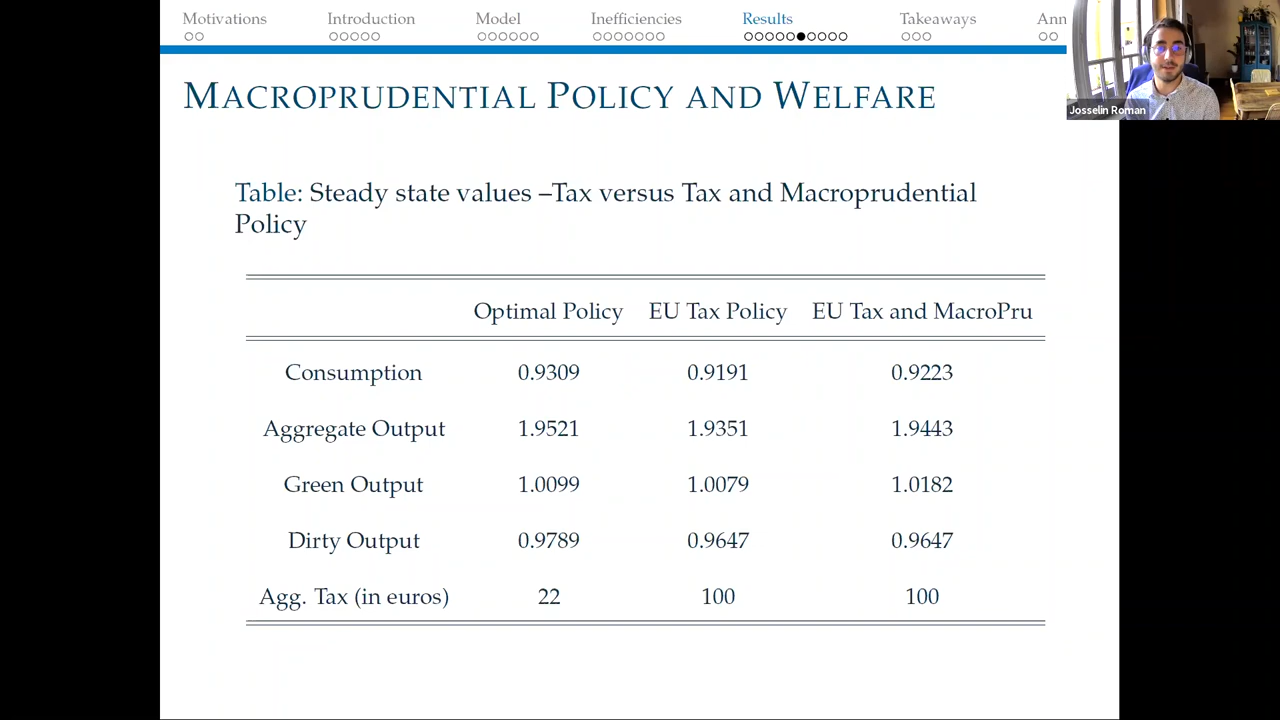 Motivations Introduction Model Inefficiencies Results Takeaways Ann
Josselin Roman
MACROPRUDENTIAL POLICY AND WELFARE
Table: Steady state values –Tax versus Tax and Macroprudential
Policy
Optimal Policy EU Tax Policy EU Tax and MacroPru
Consumption 0.9309 0.9191 0.9223
Aggregate Output 1.9521 1.9351 1.9443
Green Output 1.0099 1.0079 1.0182
Dirty Output 0.9789 0.9647 0.9647
Agg. Tax (in euros) 22 100 100